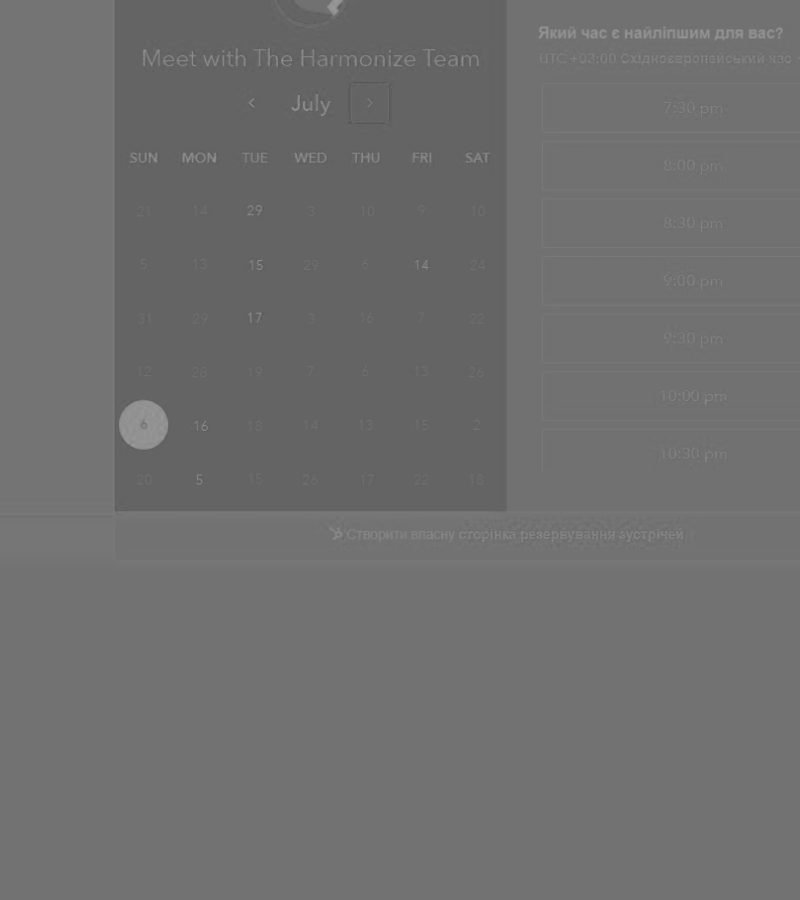 Meet with The Harmonize Team
July
SUN MON TUE WED THU FRI SAT
21 14 29 3 10 9 10
5 13 15 29 6 14 24
31 29 17 3 16 7 22
12 28 19 7 6 13 26
6 16 18 14 13 15 2
20 5 15 26 17 22 18
Який час є найліпшим для вас?
UTC +03:00 Східноєвропейський час
7:30 pm
8:00 pm
8:30 pm
9:00 pm
9:30 pm
10:00 pm
10:30 pm
Створити власну сторінка резервування зустрічей